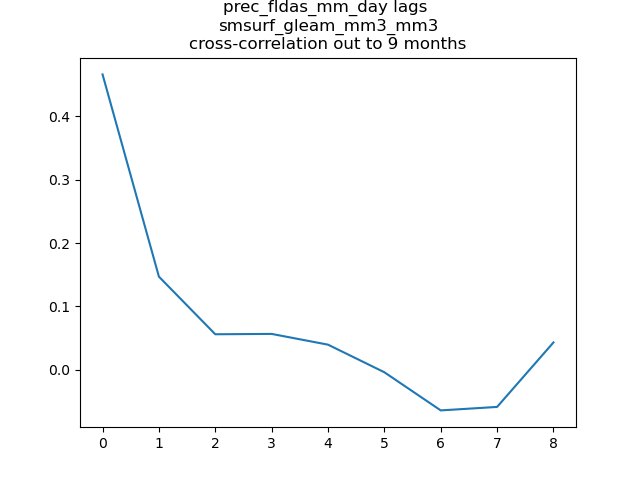 prec_fldas_mm_day lags
smsurf_gleam_mm3_mm3
cross-correlation out to 9 months
0.4
0.3
0.2
0.1
0.0
0 1 2 3 4 5 6 7 8